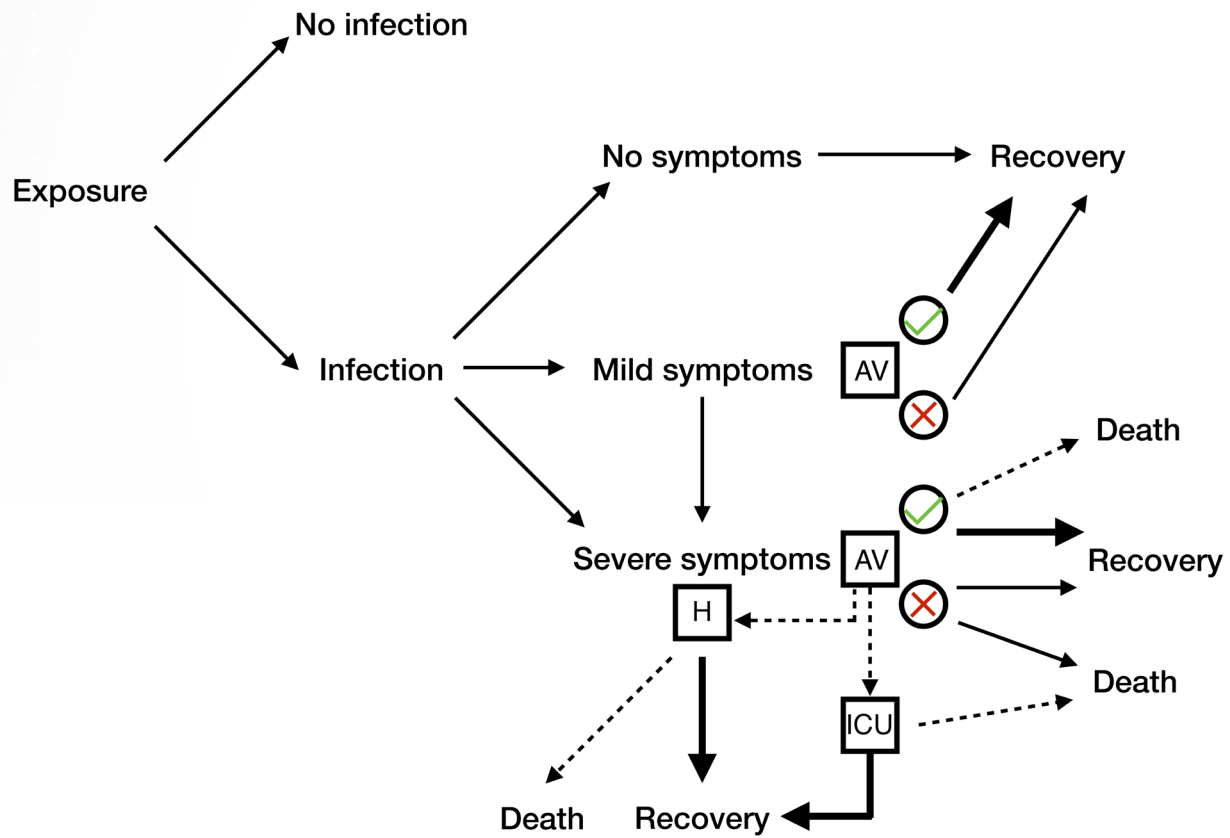 No infection
No symptoms
Recovery
Exposure
Infection
Mild symptoms
AV
Death
Severe symptoms
AV
Recovery
H
Death
ICU
Death
Recovery